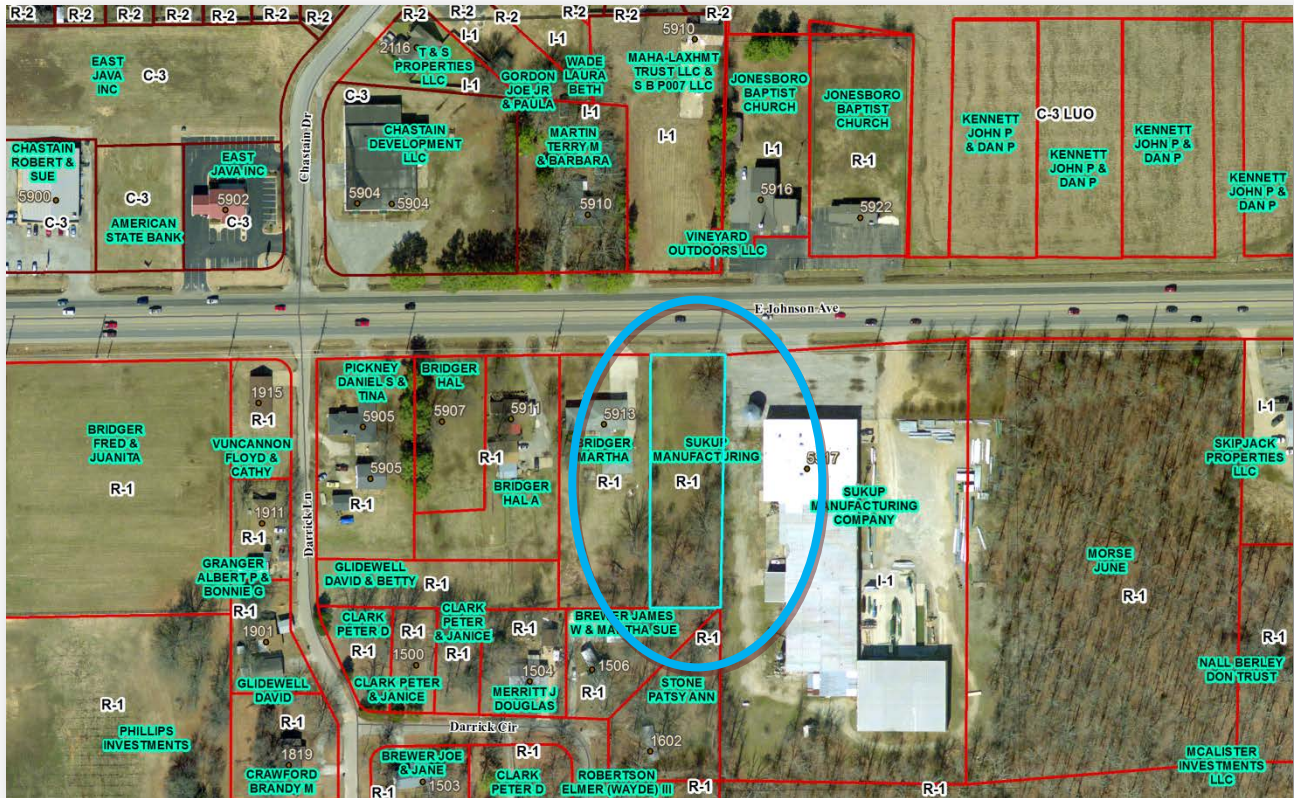 R-2
R-2
R-2
R-2
R-2
R-2
R-2
R-2
R-2
R-2
R-2
R-2
EAST
JAVA
INC
C-3
2116
T & S
PROPERTIES
LLC
I-1
I-1
GORDON
JOE JR
& PAULA
I-1
WADE
LAURA
BETH
5910
MAHA-LAXHMT
TRUST LLC &
S B P007 LLC
I-1
JONESBORO
BAPTIST
CHURCH
I-1
JONESBORO
BAPTIST
CHURCH
R-1
KENNETT
JOHN P
& DAN P
C-3 LUO
KENNETT
JOHN P
& DAN P
KENNETT
JOHN P
& DAN P
KENNETT
JOHN P
& DAN P
CHASTAIN
ROBERT &
SUE
5900
C-3
C-3
AMERICAN
STATE BANK
EAST
JAVA INC
5902
C-3
Chastain Dr
C-3
CHASTAIN
DEVELOPMENT
LLC
5904
5904
I-1
MARTIN
TERRY M
& BARBARA
5910
5916
5922
VINEYARD
OUTDOORS LLC
E Johnson Ave
BRIDGER
FRED &
JUANITA
R-1
1915
R-1
VUNCANNON
FLOYD &
CATHY
1911
R-1
GRANGER
ALBERT P &
BONNIE G
R-1
1901
GLIDEWELL
DAVID
R-1
1819
CRAWFORD
BRANDY M
R-1
PHILLIPS
INVESTMENTS
Darrick Ln
PICKNEY
DANIEL S &
TINA
5905
5905
R-1
BRIDGER
HAL
5907
R-1
5911
BRIDGER
HAL A
5913
BRIDGER
MARTHA
R-1
SUKUP
MANUFACTURING
R-1
5917
SUKUP
MANUFACTURING
COMPANY
I-1
GLIDEWELL
DAVID & BETTY
R-1
CLARK
PETER D
R-1
R-1
1500
CLARK
PETER
& JANICE
R-1
CLARK PETER
& JANICE
R-1
1504
MERRITT J
DOUGLAS
BREWER JAMES
W & MARTHA SUE
1506
R-1
R-1
STONE
PATSY ANN
Darrick Cir
1602
BREWER JOE
& JANE
1503
R-1
R-1
CLARK
PETER D
ROBERTSON
ELMER (WAYDE) III
R-1
MORSE
JUNE
R-1
I-1
SKIPJACK
PROPERTIES
LLC
R-1
NALL BERLEY
DON TRUST
MCALISTER
INVESTMENTS
LLC
R-1